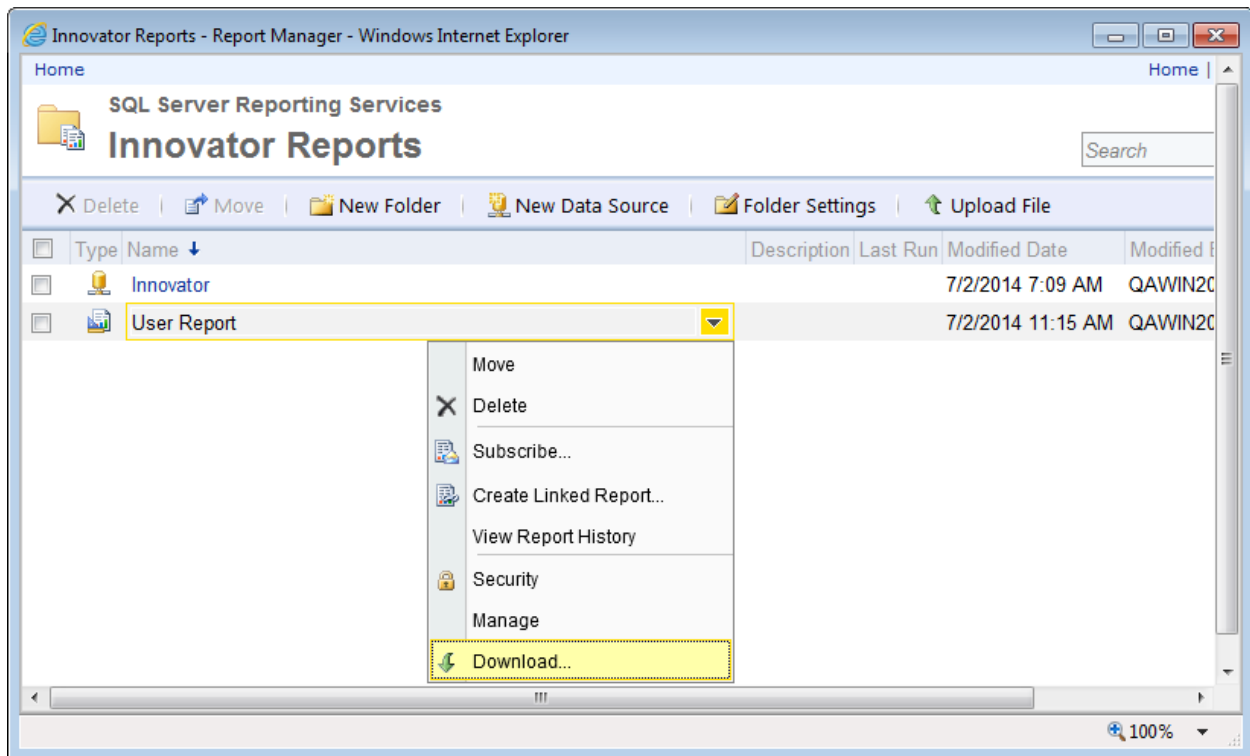 Innovator Reports - Report Manager - Windows Internet Explorer
Home Home |
SQL Server Reporting Services
Innovator Reports
Search
Delete | Move | New Folder | New Data Source | Folder Settings | Upload File
Type Name Description Last Run Modified Date Modified
Innovator 7/2/2014 7:09 AM QAWIN20
User Report 7/2/2014 11:15 AM QAWIN20
Move
Delete
Subscribe...
Create Linked Report...
View Report History
Security
Manage
Download...
100%